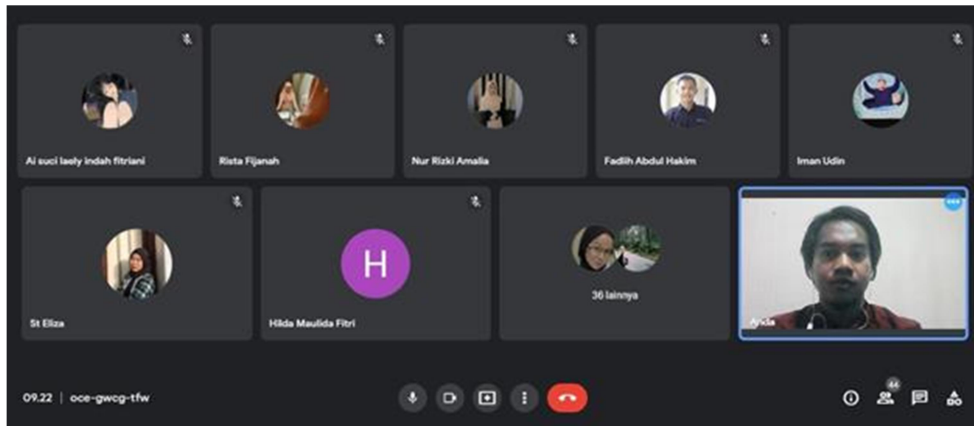 Ai suci laely indah fitriani
Rista Fijanah
Nur Rizki Amalia
Fadlih Abdul Hakim
Iman Udin
St Eliza
Hilda Maulida Fitri
H
36 lainnya
Anda
09.22 | oce-gwcg-tfw
44